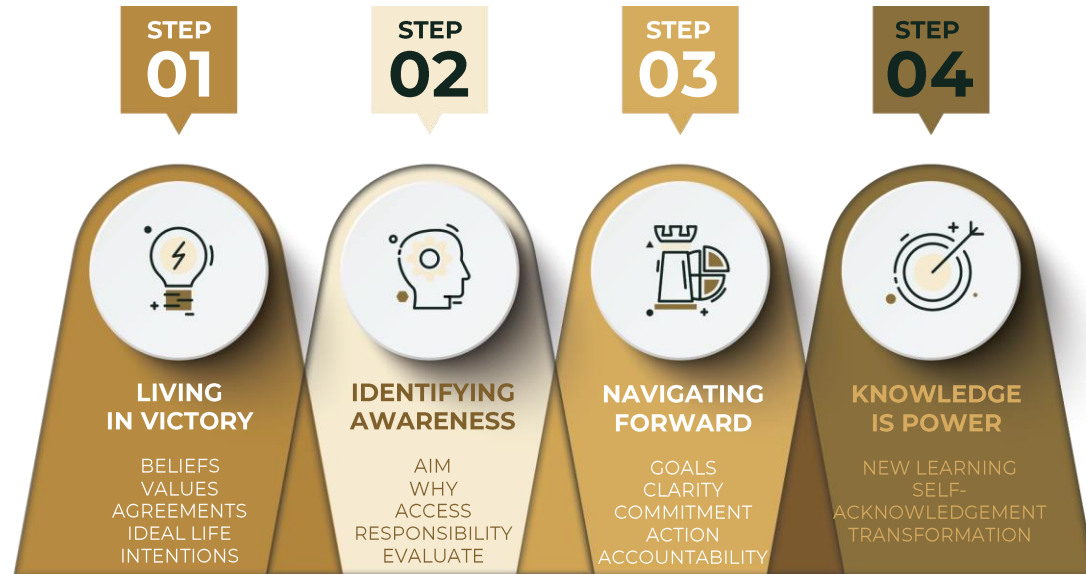 STEP
01
LIVING
IN VICTORY
BELIEFS
VALUES
AGREEMENTS
IDEAL LIFE
INTENTIONS
STEP
02
IDENTIFYING
AWARENESS
AIM
WHY
ACCESS
RESPONSIBILITY
EVALUATE
STEP
03
NAVIGATING
FORWARD
GOALS
CLARITY
COMMITMENT
ACTION
ACCOUNTABILITY
STEP
04
KNOWLEDGE
IS POWER
NEW LEARNING
SELF-
ACKNOWLEDGEMENT
TRANSFORMATION